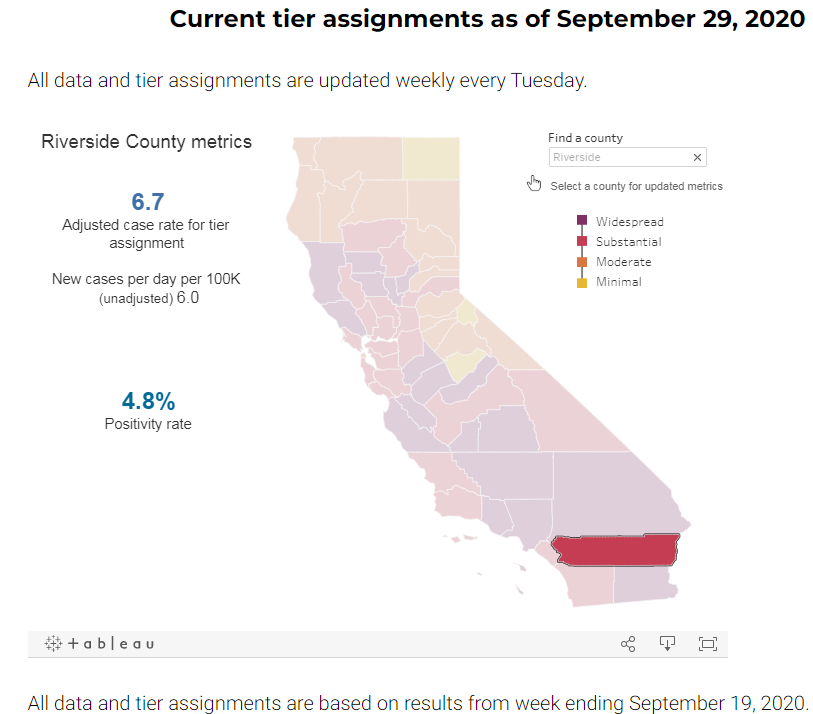 Current tier assignments as of September 29, 2020
All data and tier assignments are updated weekly every Tuesday.
Riverside County metrics
6.7
Adjusted case rate for tier
assignment
New cases per day per 100K
(unadjusted) 6.0
4.8%
Positivity rate
Find a county
Riverside
Select a county for updated metrics
Widespread
Substantial
Moderate
Minimal
+ableau
All data and tier assignments are based on results from week ending September 19, 2020.